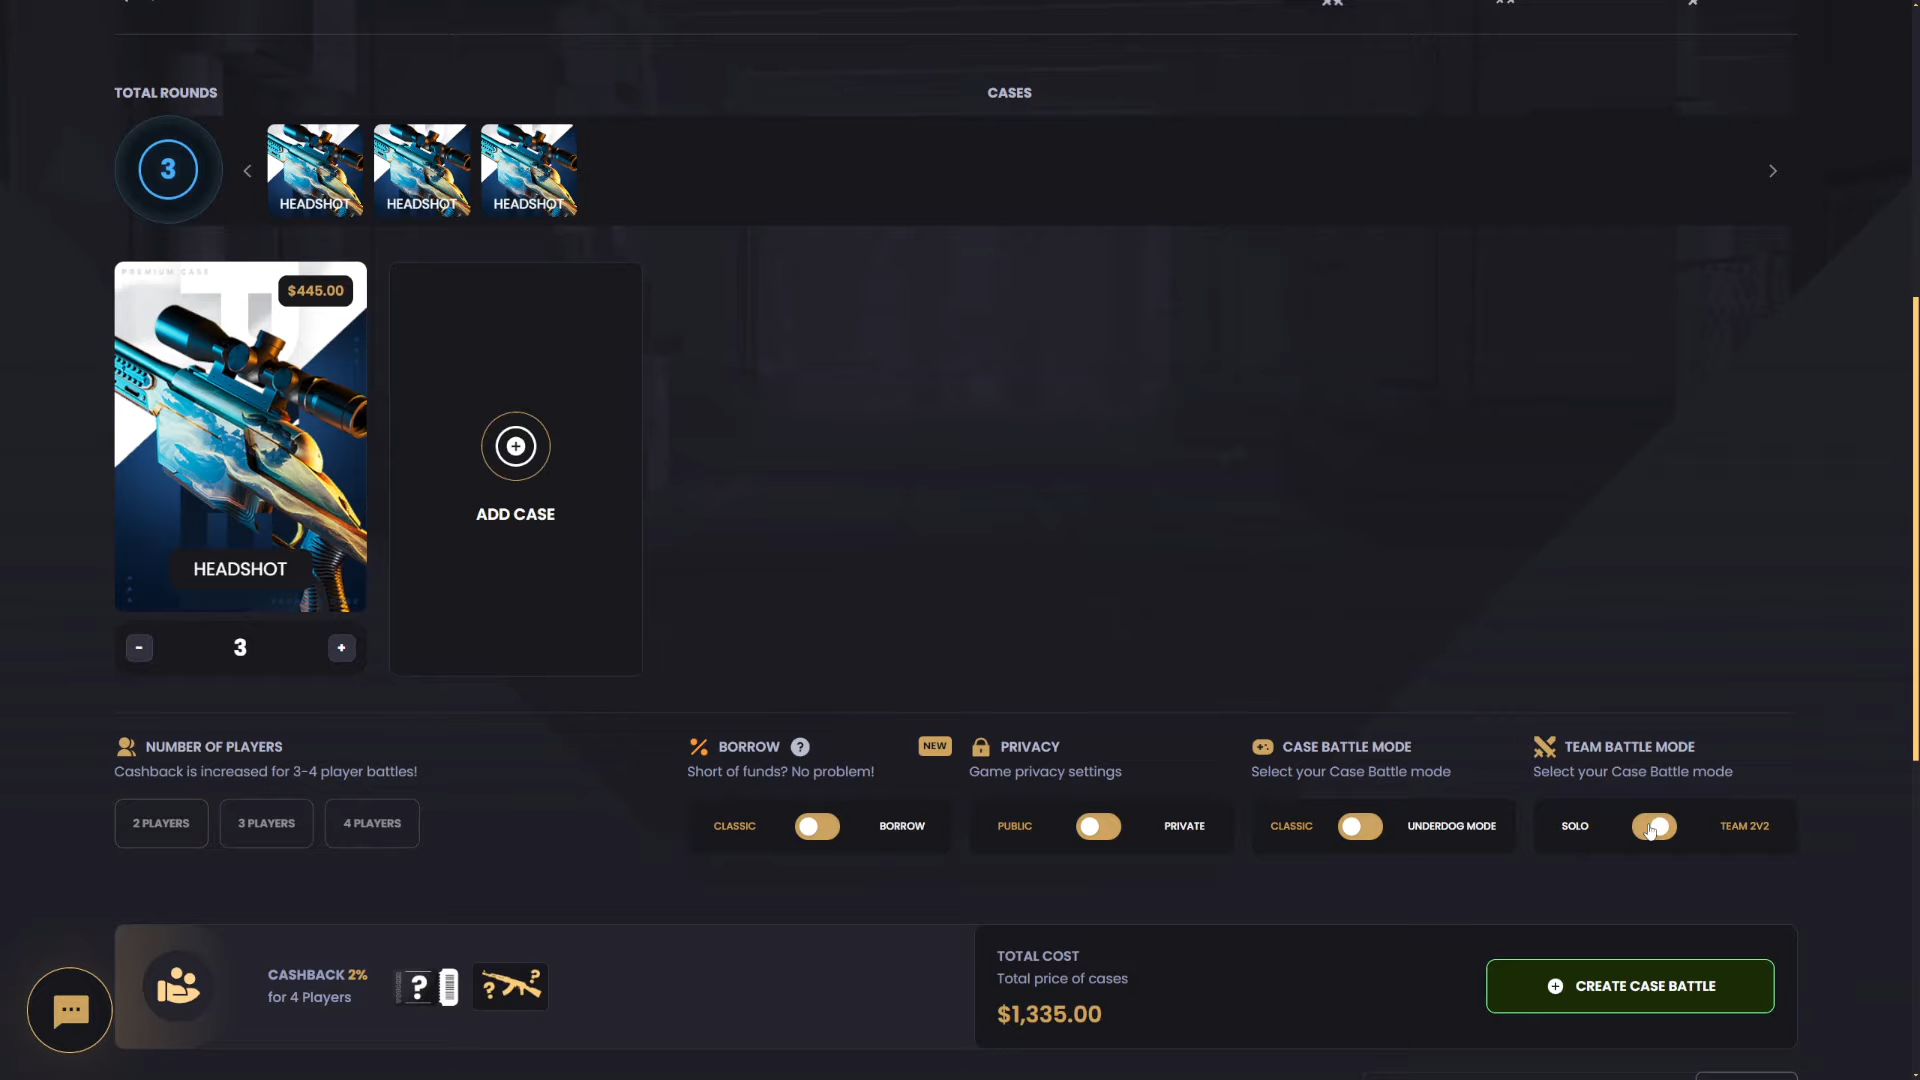 TOTAL ROUNDS
CASES
3
HEADSHOT
HEADSHOT
HEADSHOT
PREMIUM CASE
$445.00
HEADSHOT
- 3 +
ADD CASE
NUMBER OF PLAYERS
Cashback is increased for 3-4 player battles!
2 PLAYERS
3 PLAYERS
4 PLAYERS
BORROW ?
NEW
Short of funds? No problem!
CLASSIC
BORROW
PRIVACY
Game privacy settings
PUBLIC
PRIVATE
CASE BATTLE MODE
Select your Case Battle mode
CLASSIC
UNDERDOG MODE
TEAM BATTLE MODE
Select your Case Battle mode
SOLO
TEAM 2V2
CASHBACK 2%
for 4 Players
TOTAL COST
Total price of cases
$1,335.00
CREATE CASE BATTLE